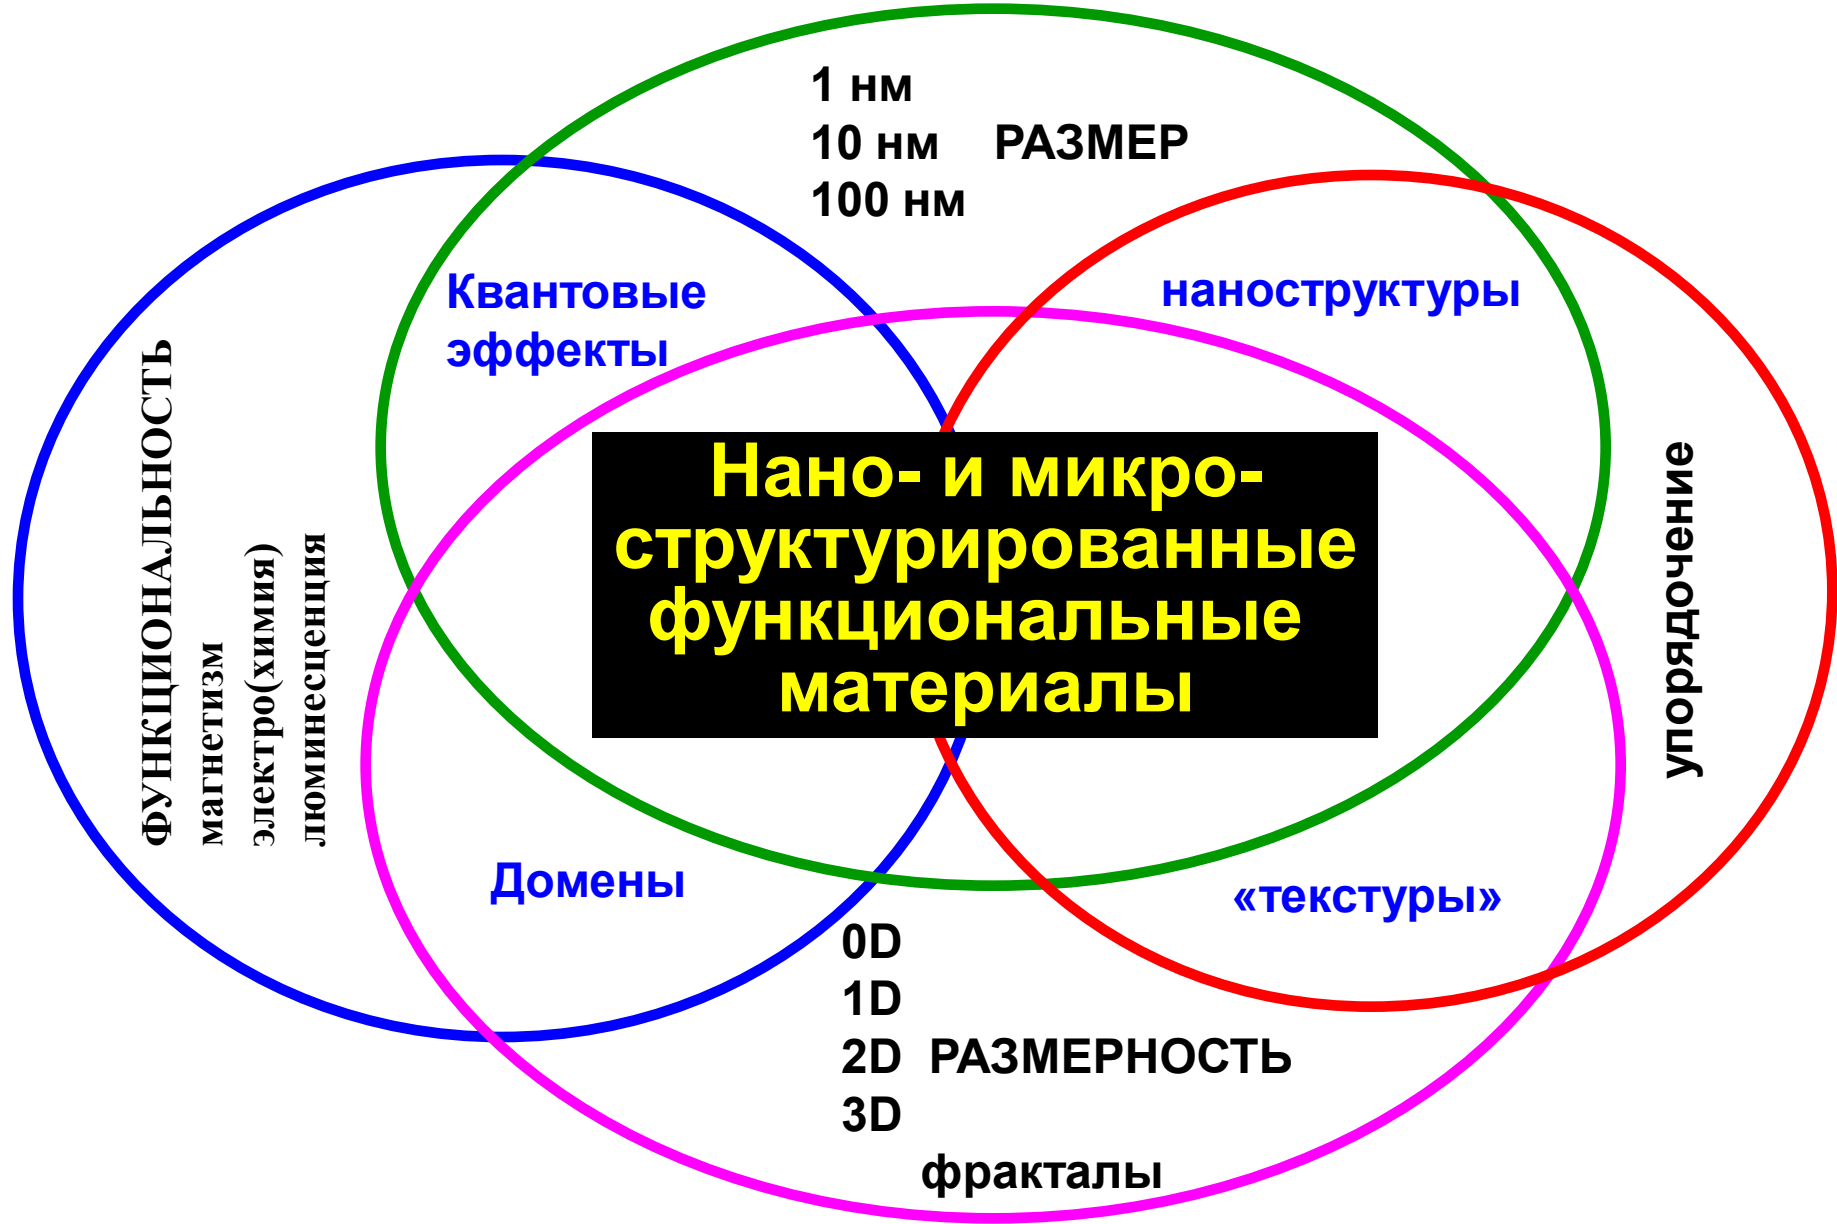 1 нм
10 нм РАЗМЕР
100 нм
Квантовые
эффекты
наноструктуры
ФУНКЦИОНАЛЬНОСТЬ
магнетизм
электро(химия)
люминесценция
Нано- и микро-
структурированные
функциональные
материалы
упорядочение
Домены
«текстуры»
0D
1D
2D РАЗМЕРНОСТЬ
3D
фракталы